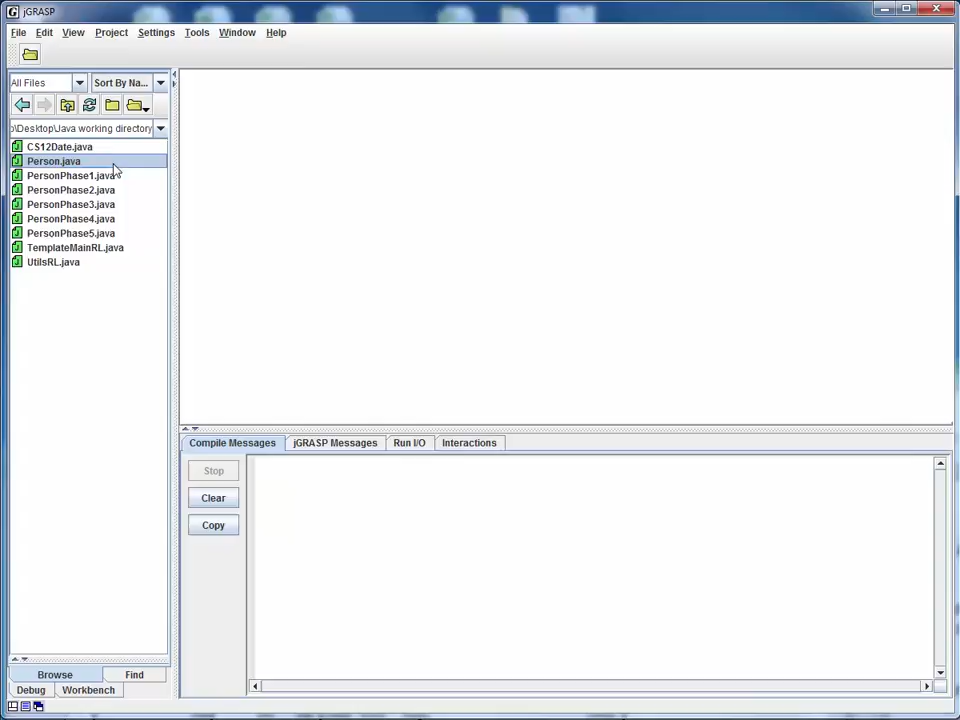 jGRASP
File Edit View Project Settings Tools Window Help
All Files Sort By Na...
o\Desktop\Java working directory
CS12Date.java
Person.java
PersonPhase1.java
PersonPhase2.java
PersonPhase3.java
PersonPhase4.java
PersonPhase5.java
TemplateMainRL.java
UtilsRL.java
Compile Messages jGRASP Messages Run I/O Interactions
Stop
Clear
Copy
Browse Find
Debug Workbench